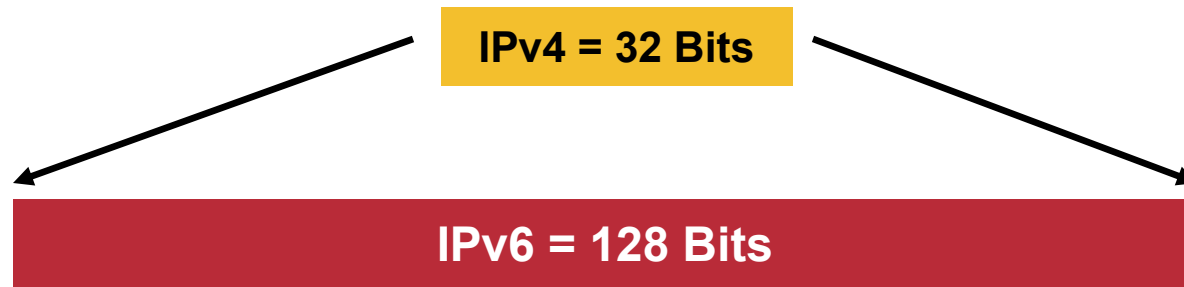 IPv4 = 32 Bits
IPv6 = 128 Bits